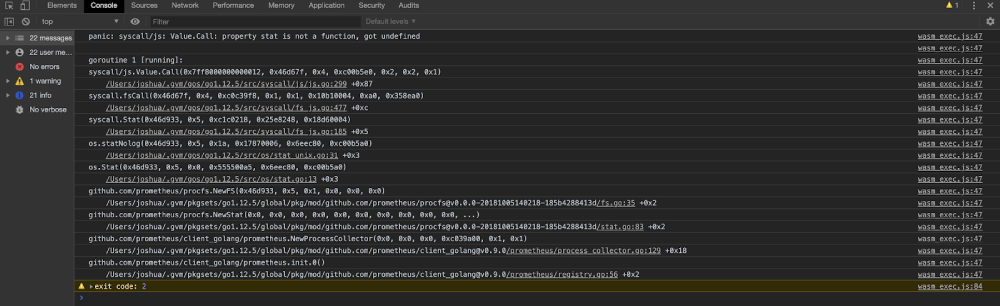 Elements Console Sources Network Performance Memory Application Security Audits 1
top Filter Default levels
22 messages
22 user me...
No errors
1 warning
21 info
No verbose
panic: syscall/js: Value.Call: property stat is not a function, got undefined wasm_exec.js:47
wasm_exec.js:47
goroutine 1 [running]: wasm_exec.js:47
syscall/js.Value.Call(0x7ff8000000000012, 0x46d67f, 0x4, 0xc00b5e0, 0x2, 0x2, 0x1) wasm_exec.js:47
/Users/joshua/.gvm/gos/go1.12.5/src/syscall/js/js.go:299 +0x87 wasm_exec.js:47
syscall.fsCall(0x46d67f, 0x4, 0xc0c39f8, 0x1, 0x1, 0x10b10004, 0xa0, 0x358ea0) wasm_exec.js:47
/Users/joshua/.gvm/gos/go1.12.5/src/syscall/fs_js.go:477 +0xc wasm_exec.js:47
syscall.Stat(0x46d933, 0x5, 0xc1c0218, 0x25e8248, 0x18d60004) wasm_exec.js:47
/Users/joshua/.gvm/gos/go1.12.5/src/syscall/fs_js.go:185 +0x5 wasm_exec.js:47
os.statNolog(0x46d933, 0x5, 0x1a, 0x17870006, 0x6eec80, 0xc00b5a0) wasm_exec.js:47
/Users/joshua/.gvm/gos/go1.12.5/src/os/stat_unix.go:31 +0x3 wasm_exec.js:47
os.Stat(0x46d933, 0x5, 0x0, 0x555500a5, 0x6eec80, 0xc00b5a0) wasm_exec.js:47
/Users/joshua/.gvm/gos/go1.12.5/src/os/stat.go:13 +0x3 wasm_exec.js:47
github.com/prometheus/procfs.NewFS(0x46d933, 0x5, 0x1, 0x0, 0x0, 0x0) wasm_exec.js:47
/Users/joshua/.gvm/pkgsets/go1.12.5/global/pkg/mod/github.com/prometheus/procfs@v0.0.0-20181005140218-185b4288413d/fs.go:35 +0x2 wasm_exec.js:47
github.com/prometheus/procfs.NewStat(0x0, 0x0, 0x0, 0x0, 0x0, 0x0, 0x0, 0x0, 0x0, 0x0, ...) wasm_exec.js:47
/Users/joshua/.gvm/pkgsets/go1.12.5/global/pkg/mod/github.com/prometheus/procfs@v0.0.0-20181005140218-185b4288413d/stat.go:83 +0x2 wasm_exec.js:47
github.com/prometheus/client_golang/prometheus.NewProcessCollector(0x0, 0x0, 0x0, 0xc039a00, 0x1, 0x1) wasm_exec.js:47
/Users/joshua/.gvm/pkgsets/go1.12.5/global/pkg/mod/github.com/prometheus/client_golang@v0.9.0/prometheus/process_collector.go:129 +0x18 wasm_exec.js:47
github.com/prometheus/client_golang/prometheus.init.0() wasm_exec.js:47
/Users/joshua/.gvm/pkgsets/go1.12.5/global/pkg/mod/github.com/prometheus/client_golang@v0.9.0/prometheus/registry.go:56 +0x2 wasm_exec.js:47
exit code: 2 wasm_exec.js:84